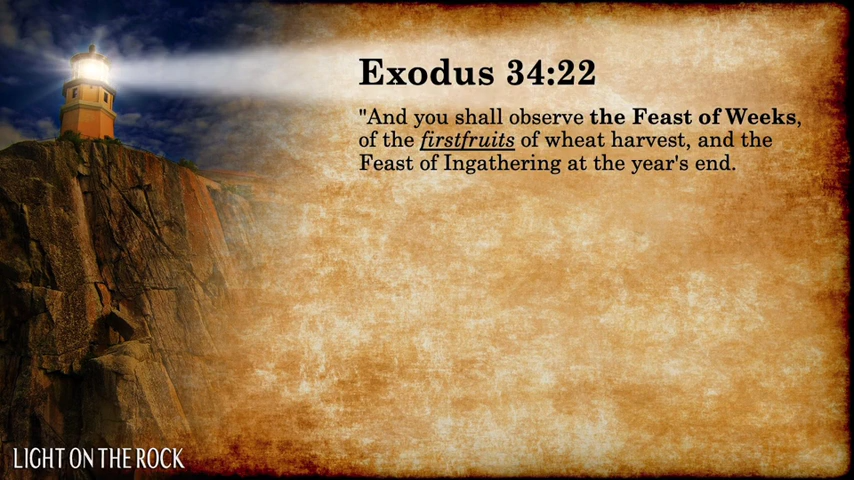 Exodus 34:22
"And you shall observe the Feast of Weeks,
of the firstfruits of wheat harvest, and the
Feast of Ingathering at the year's end.
LIGHT ON THE ROCK